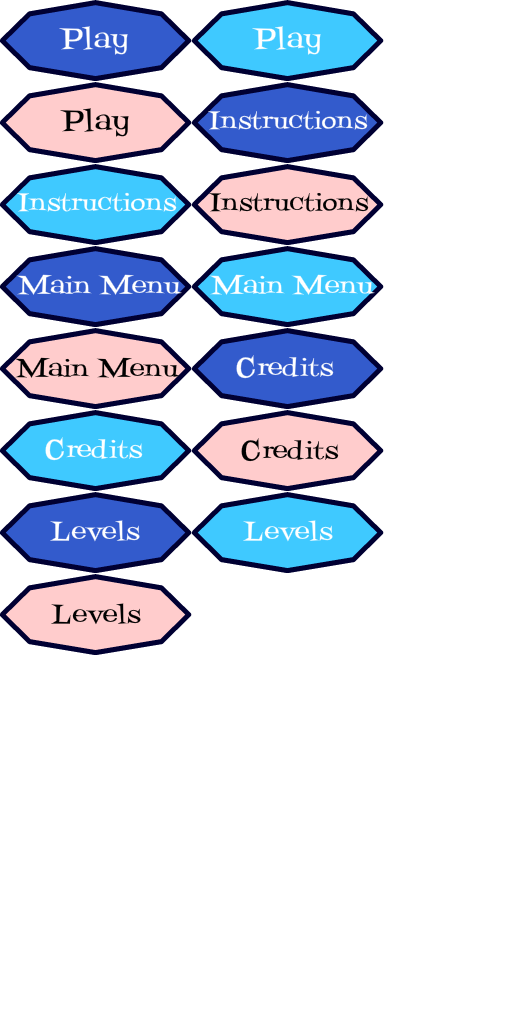 Play
Play
Play
Instructions
Instructions
Instructions
Main Menu
Main Menu
Main Menu
Credits
Credits
Credits
Levels
Levels
Levels